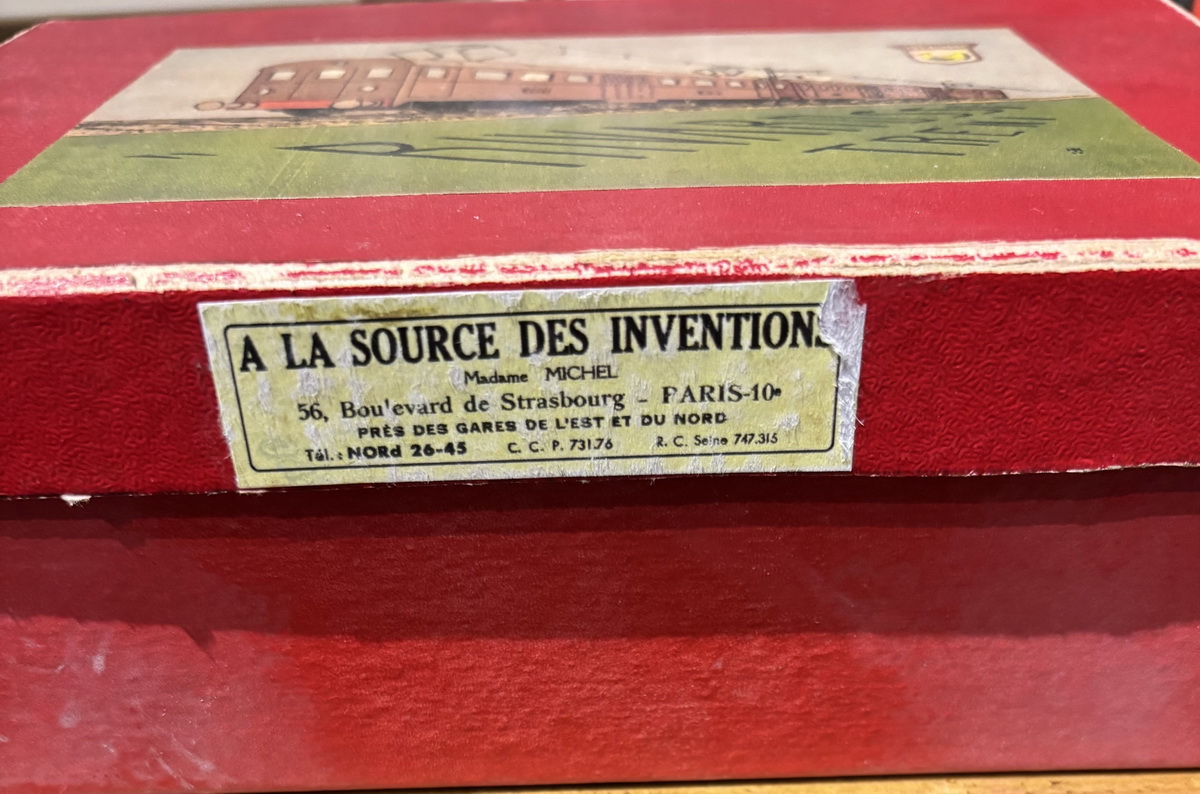 A LA SOURCE DES INVENTIONS
Madame MICHEL
56, Boulevard de Strasbourg - PARIS-10e
PRÈS DES GARES DE L'EST ET DU NORD
Tél. : NORd 26-45 C. C. P. 731.76 R. C. Seine 747.315